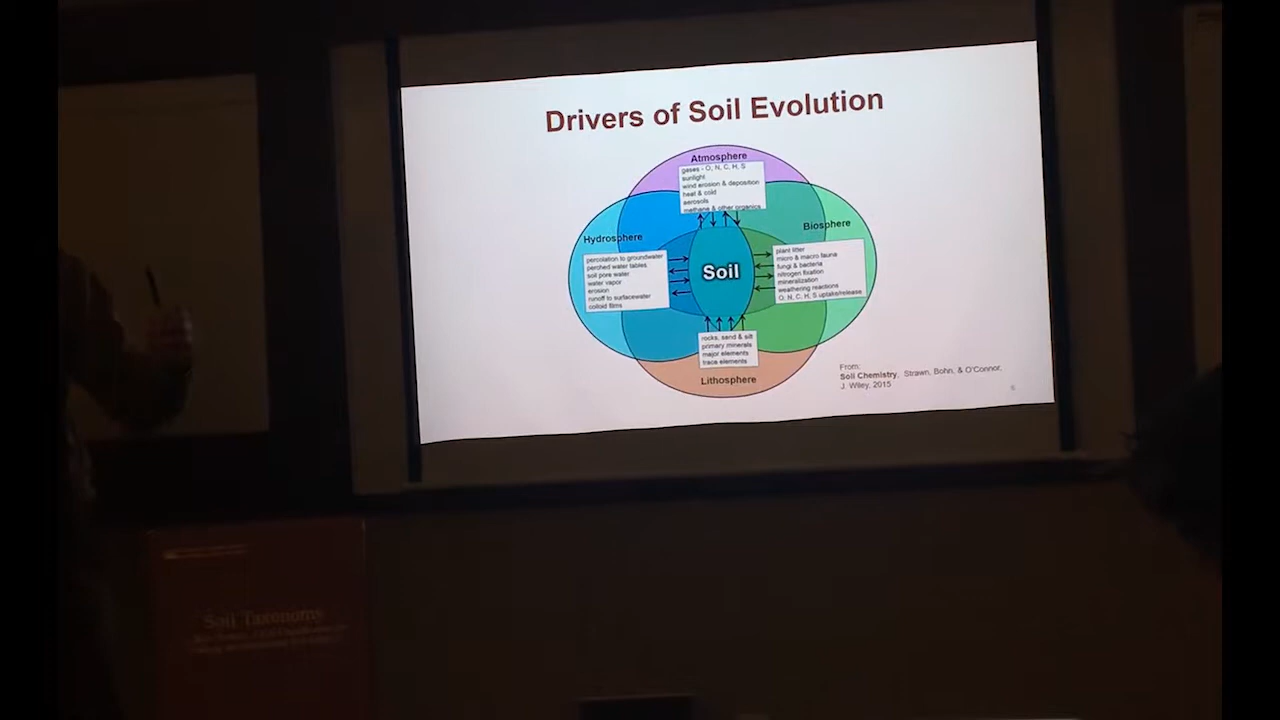 Drivers of Soil Evolution
Atmosphere
gases - O, N, C, H, S
sunlight
wind erosion & deposition
heat & cold
aerosols
methane & other organics
Hydrosphere
percolation to groundwater
perched water tables
soil pore water
water vapor
erosion
runoff to surfacewater
colloid films
Soil
Biosphere
plant litter
micro & macro fauna
fungi & bacteria
nitrogen fixation
mineralization
weathering reactions
O, N, C, H, S uptake/release
rocks, sand & silt
primary minerals
major elements
trace elements
Lithosphere
From:
Soil Chemistry, Strawn, Bohn, & O'Connor,
J. Wiley, 2015
Soil Taxonomy